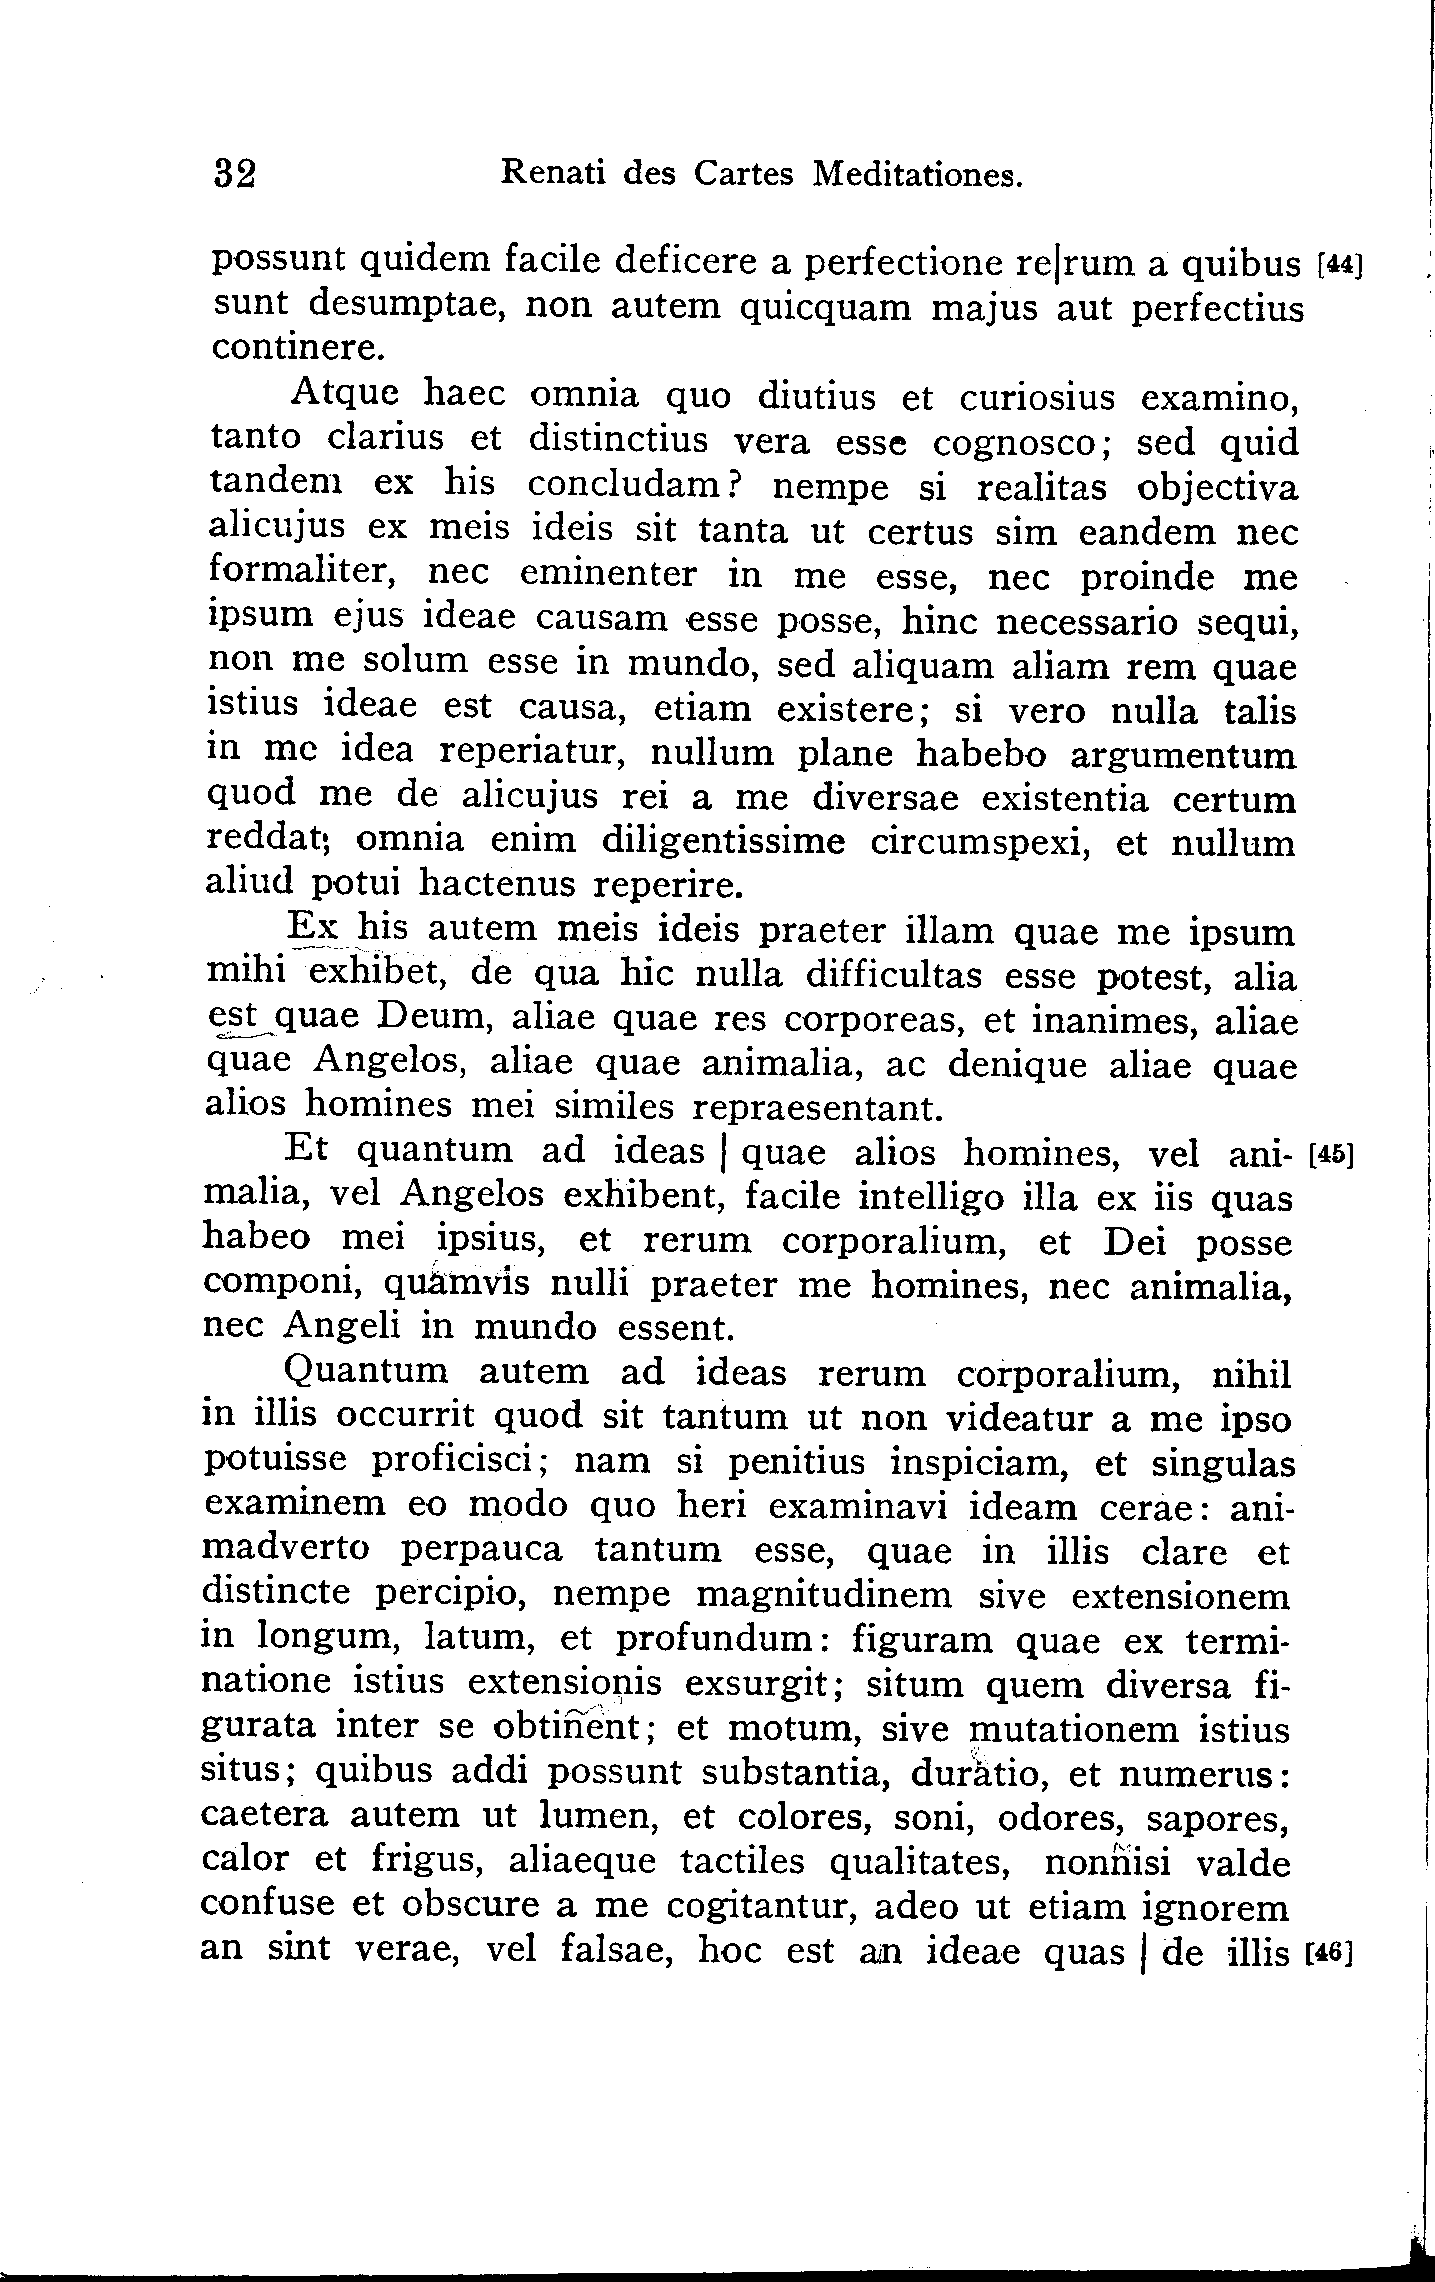 32 Renati des Cartes Meditationes.
possunt quidem facile deficere a perfectione re|rum a quibus [44]
sunt desumptae, non autem quicquam majus aut perfectius
continere.
Atque haec omnia quo diutius et curiosius examino,
tanto clarius et distinctius vera esse cognosco; sed quid
tandem ex his concludam? nempe si realitas objectiva
alicujus ex meis ideis sit tanta ut certus sim eandem nec
formaliter, nec eminenter in me esse, nec proinde me
ipsum ejus ideae causam esse posse, hinc necessario sequi,
non me solum esse in mundo, sed aliquam aliam rem quae
istius ideae est causa, etiam existere; si vero nulla talis
in me idea reperiatur, nullum plane habebo argumentum
quod me de alicujus rei a me diversae existentia certum
reddat; omnia enim diligentissime circumspexi, et nullum
aliud potui hactenus reperire.
Ex his autem meis ideis praeter illam quae me ipsum
mihi exhibet, de qua hic nulla difficultas esse potest, alia
est quae Deum, aliae quae res corporeas, et inanimes, aliae
quae Angelos, aliae quae animalia, ac denique aliae quae
alios homines mei similes repraesentant.
Et quantum ad ideas | quae alios homines, vel ani- [45]
malia, vel Angelos exhibent, facile intelligo illa ex iis quas
habeo mei ipsius, et rerum corporalium, et Dei posse
componi, quamvis nulli praeter me homines, nec animalia,
nec Angeli in mundo essent.
Quantum autem ad ideas rerum corporalium, nihil
in illis occurrit quod sit tantum ut non videatur a me ipso
potuisse proficisci; nam si penitius inspiciam, et singulas
examinem eo modo quo heri examinavi ideam cerae: ani-
madverto perpauca tantum esse, quae in illis clare et
distincte percipio, nempe magnitudinem sive extensionem
in longum, latum, et profundum: figuram quae ex termi-
natione istius extensionis exsurgit; situm quem diversa fi-
gurata inter se obtinent; et motum, sive mutationem istius
situs; quibus addi possunt substantia, duratio, et numerus:
caetera autem ut lumen, et colores, soni, odores, sapores,
calor et frigus, aliaeque tactiles qualitates, nonnisi valde
confuse et obscure a me cogitantur, adeo ut etiam ignorem
an sint verae, vel falsae, hoc est an ideae quas | de illis [46]